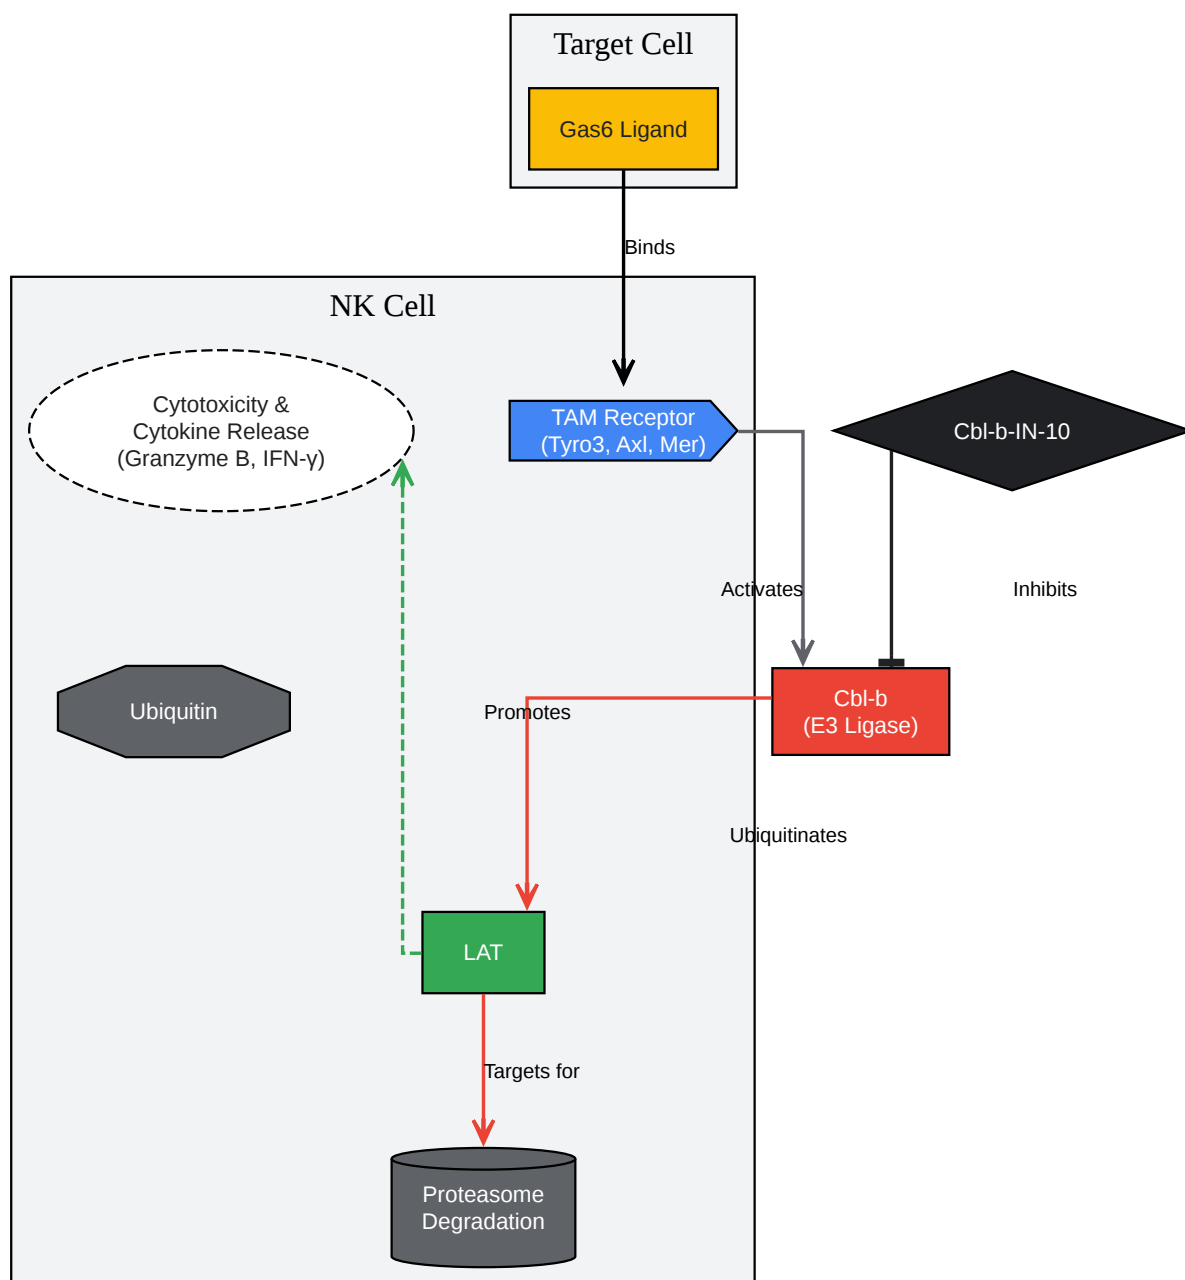 Target Cell
Gas6 Ligand
Binds
NK Cell
Cytotoxicity &
Cytokine Release
(Granzyme B, IFN-γ)
TAM Receptor
(Tyro3, Axl, Mer)
Cbl-b-IN-10
Activates
Inhibits
Ubiquitin
Promotes
Cbl-b
(E3 Ligase)
Ubiquitinates
LAT
Targets for
Proteasome
Degradation